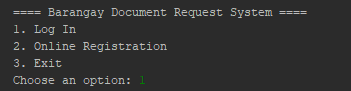 ==== Barangay Document Request System ====
1. Log In
2. Online Registration
3. Exit
Choose an option: 1